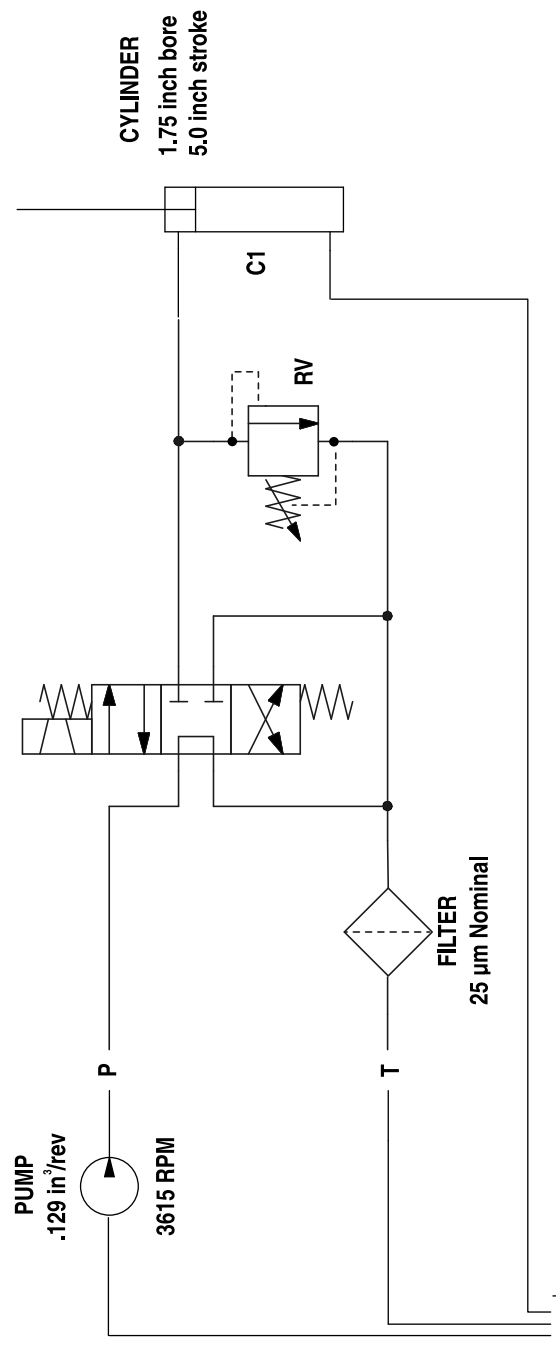 PUMP
.129 in³/rev
3615 RPM
P
T
FILTER
25 µm Nominal
RV
C1
CYLINDER
1.75 inch bore
5.0 inch stroke